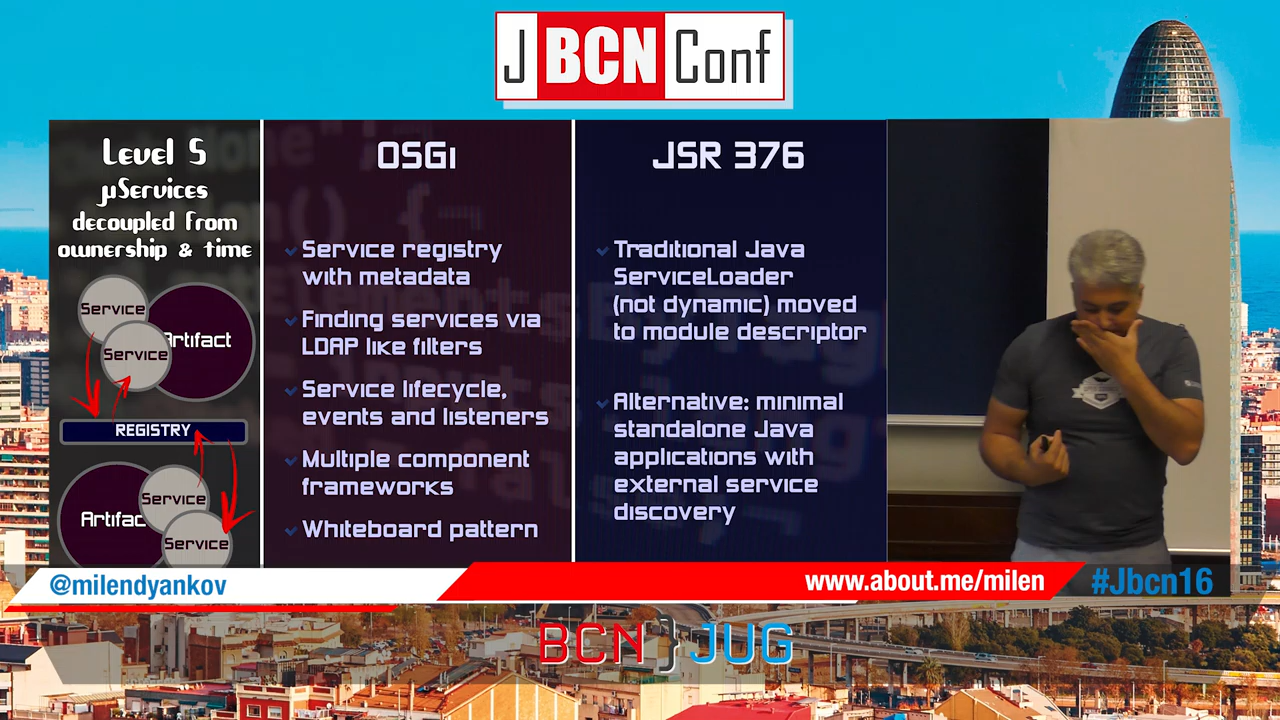 J BCN Conf
Level 5
µServices
decoupled from
ownership & time
Service
Artifact
Service
REGISTRY
Service
Artifac
Service
OSGi
Service registry
with metadata
Finding services via
LDAP like filters
Service lifecycle,
events and listeners
Multiple component
frameworks
Whiteboard pattern
JSR 376
Traditional Java
ServiceLoader
(not dynamic) moved
to module descriptor
Alternative: minimal
standalone Java
applications with
external service
discovery
@milendyankov
www.about.me/milen
#Jbcn16
BCN JUG